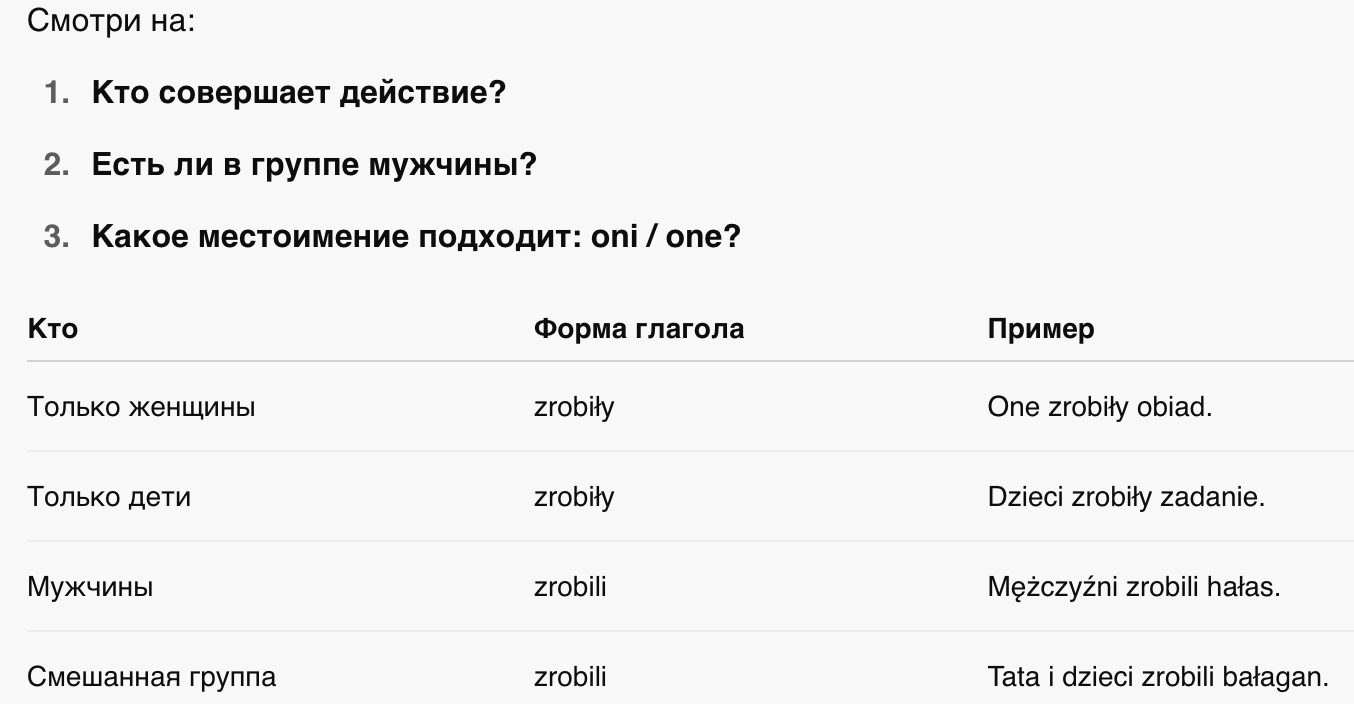 Смотри на:
1. Кто совершает действие?
2. Есть ли в группе мужчины?
3. Какое местоимение подходит: oni / one?
Кто Форма глагола Пример
Только женщины zrobiły One zrobiły obiad.
Только дети zrobiły Dzieci zrobiły zadanie.
Мужчины zrobili Mężczyźni zrobili hałas.
Смешанная группа zrobili Tata i dzieci zrobili bałagan.